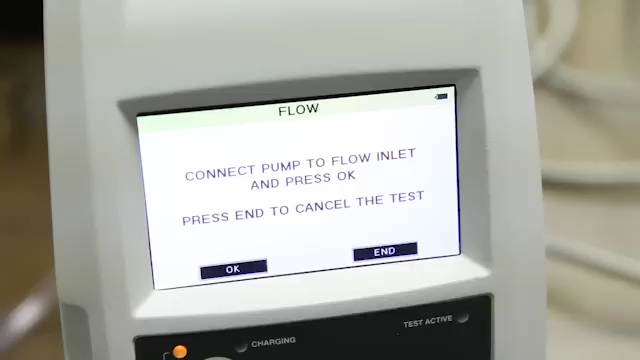 FLOW
CONNECT PUMP TO FLOW INLET
AND PRESS OK
PRESS END TO CANCEL THE TEST
OK
END
CHARGING
TEST ACTIVE